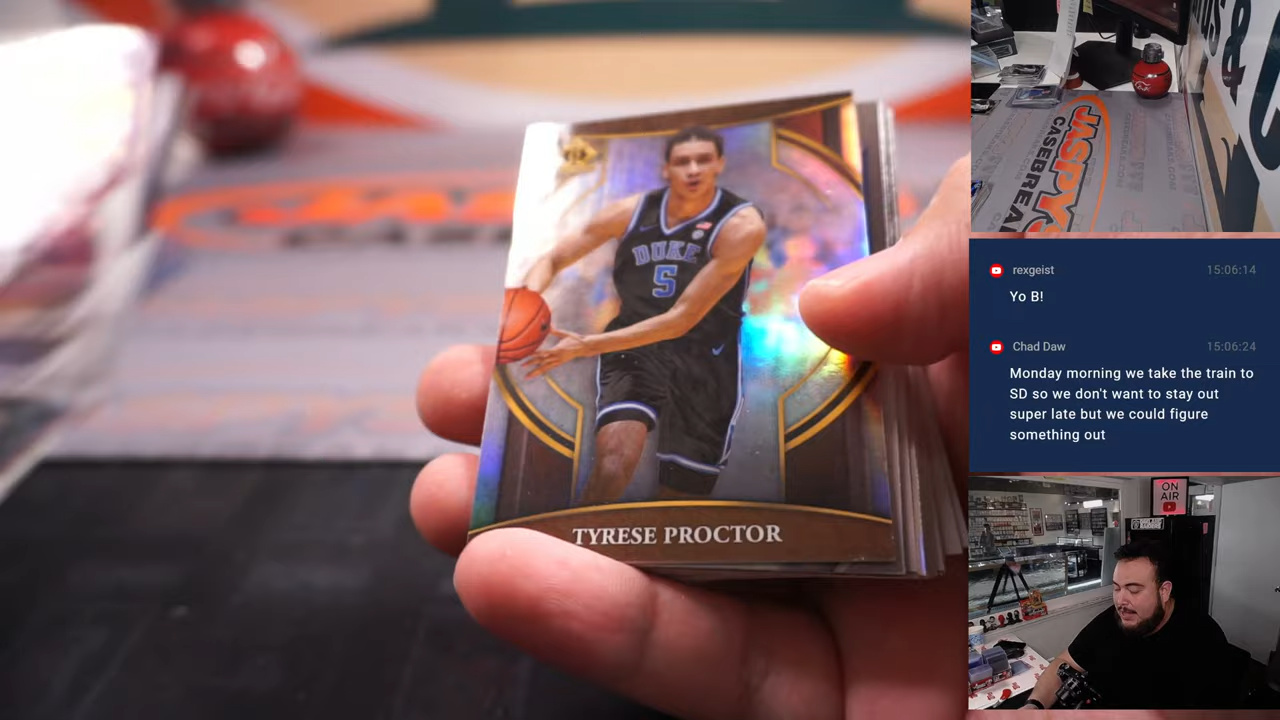 DUKE
5
TYRESE PROCTOR
JASPY'S
CASEBREA
&
rexgeist 15:06:14
Yo B!
Chad Daw 15:06:24
Monday morning we take the train to
SD so we don't want to stay out
super late but we could figure
something out
ON
AIR